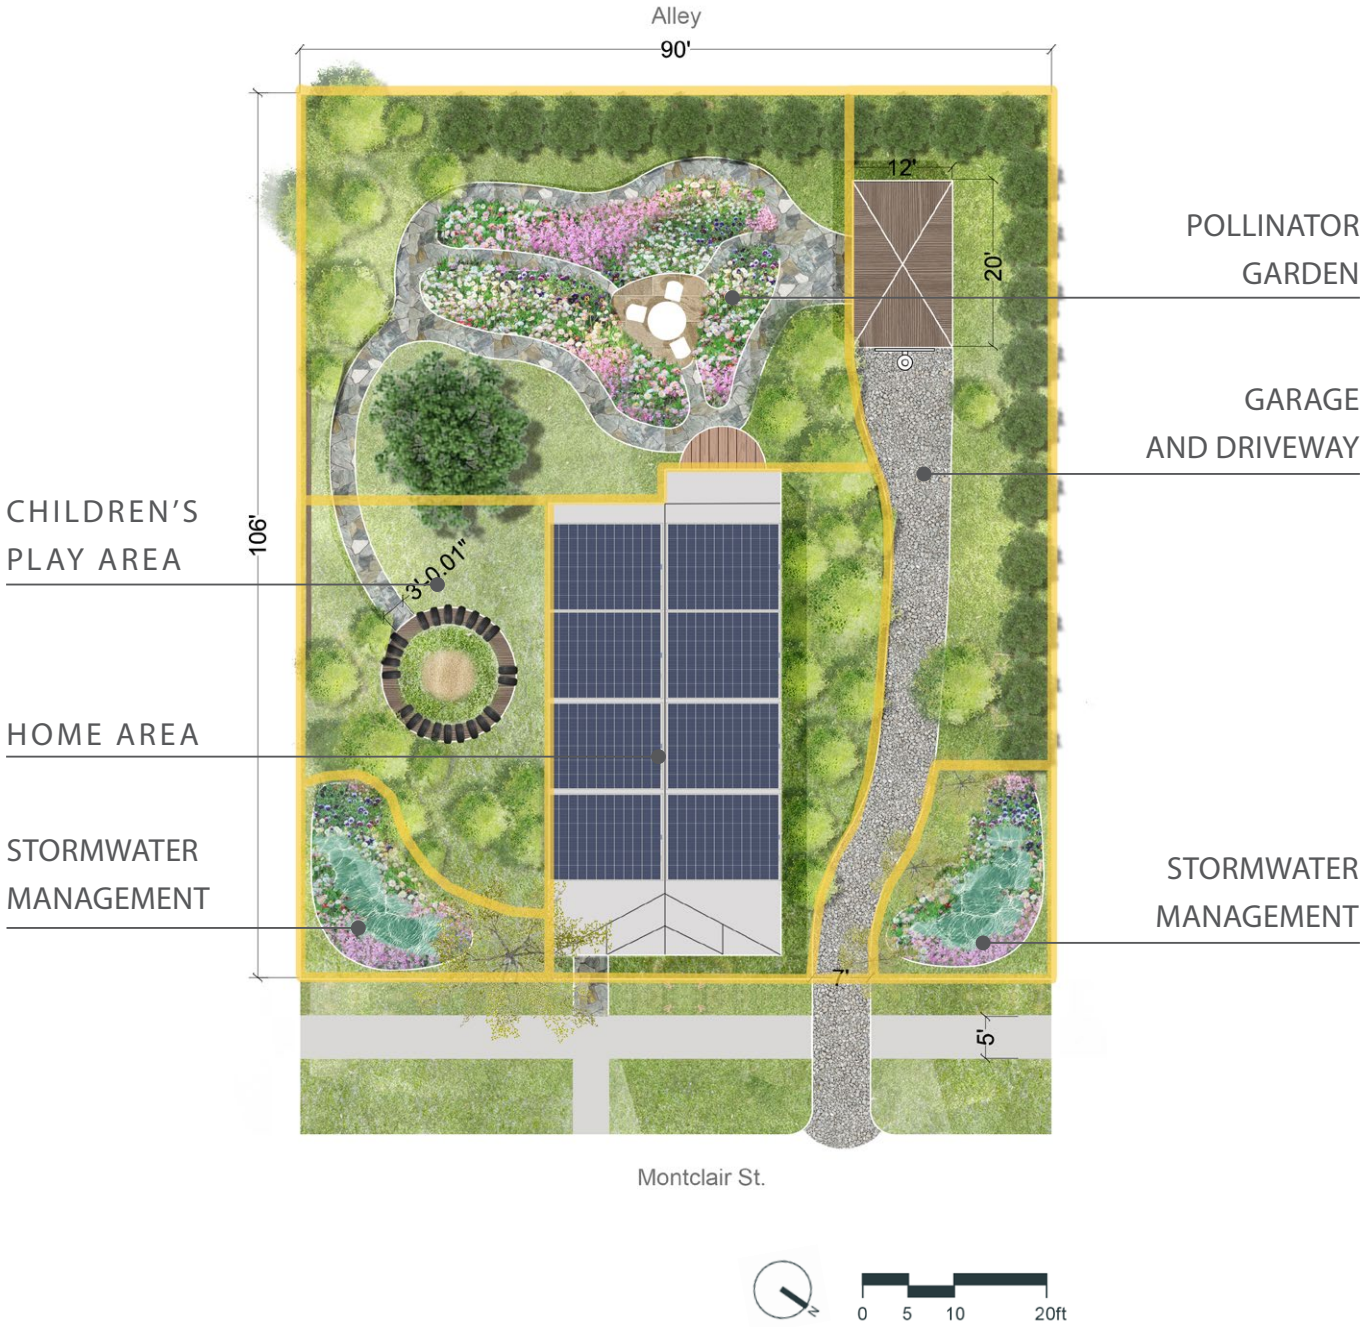 Alley
90'
12'
20'
POLLINATOR
GARDEN
GARAGE
AND DRIVEWAY
106'
CHILDREN'S
PLAY AREA
3'-0.01"
HOME AREA
STORMWATER
MANAGEMENT
STORMWATER
MANAGEMENT
7'
5'
Montclair St.
N
0 5 10 20ft